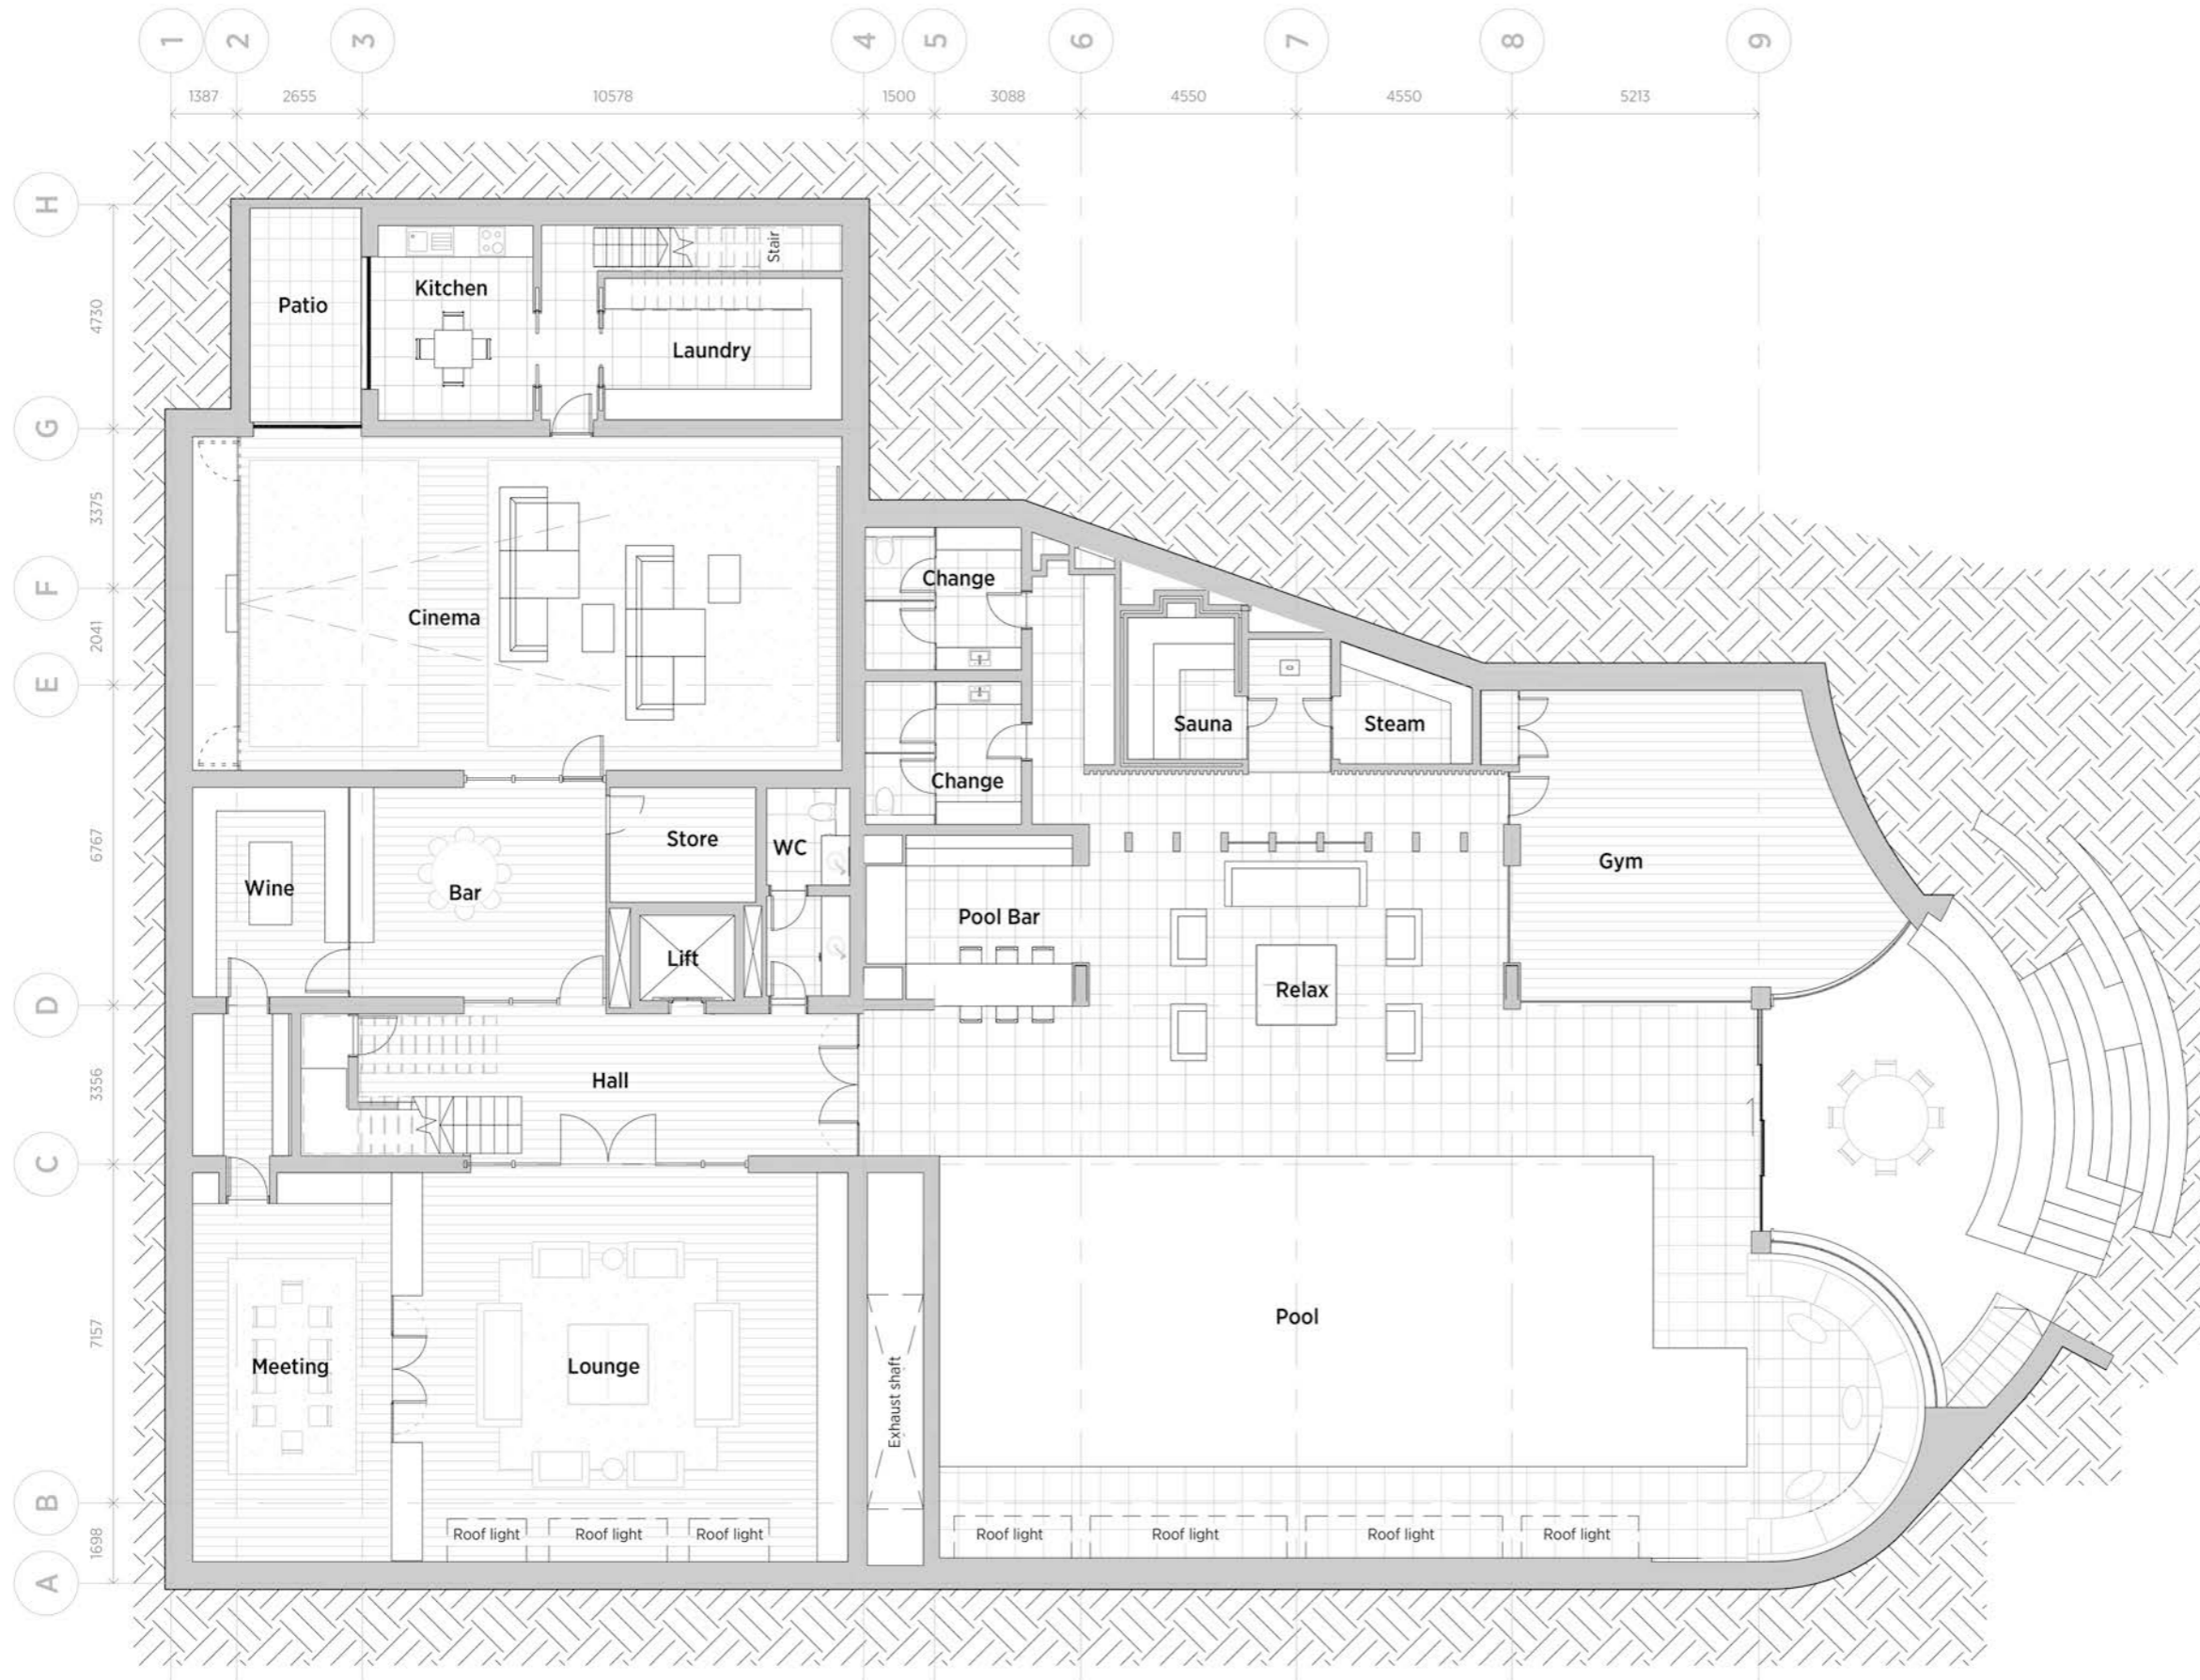 1
2
3
4
5
6
7
8
9
1387
2655
10578
1500
3088
4550
4550
5213
H
G
F
E
D
C
B
A
4730
3375
2041
6767
3356
7157
1698
Patio
Kitchen
Stair
Laundry
Cinema
Change
Change
Sauna
Steam
Wine
Bar
Store
WC
Lift
Pool Bar
Relax
Gym
Hall
Meeting
Lounge
Exhaust shaft
Pool
Roof light
Roof light
Roof light
Roof light
Roof light
Roof light
Roof light